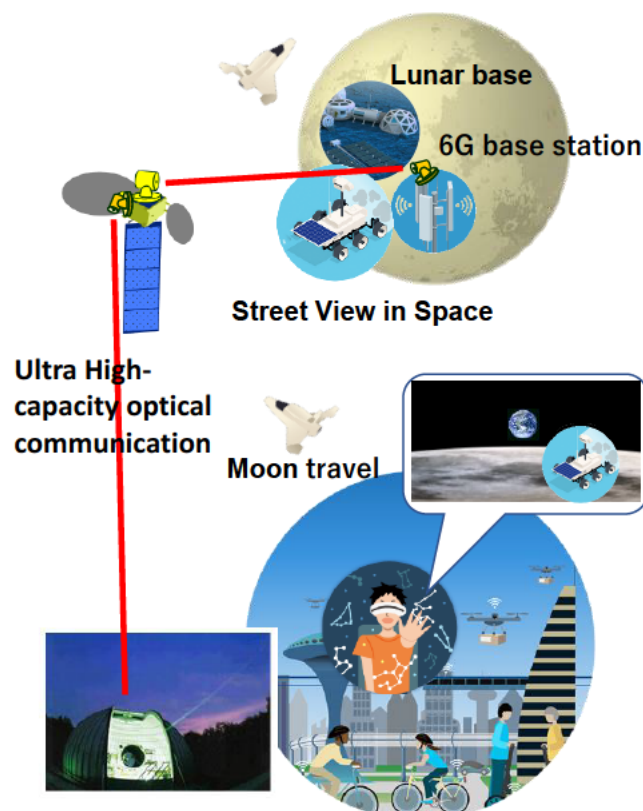 Lunar base
6G base station
Street View in Space
Ultra High-
capacity optical
communication
Moon travel